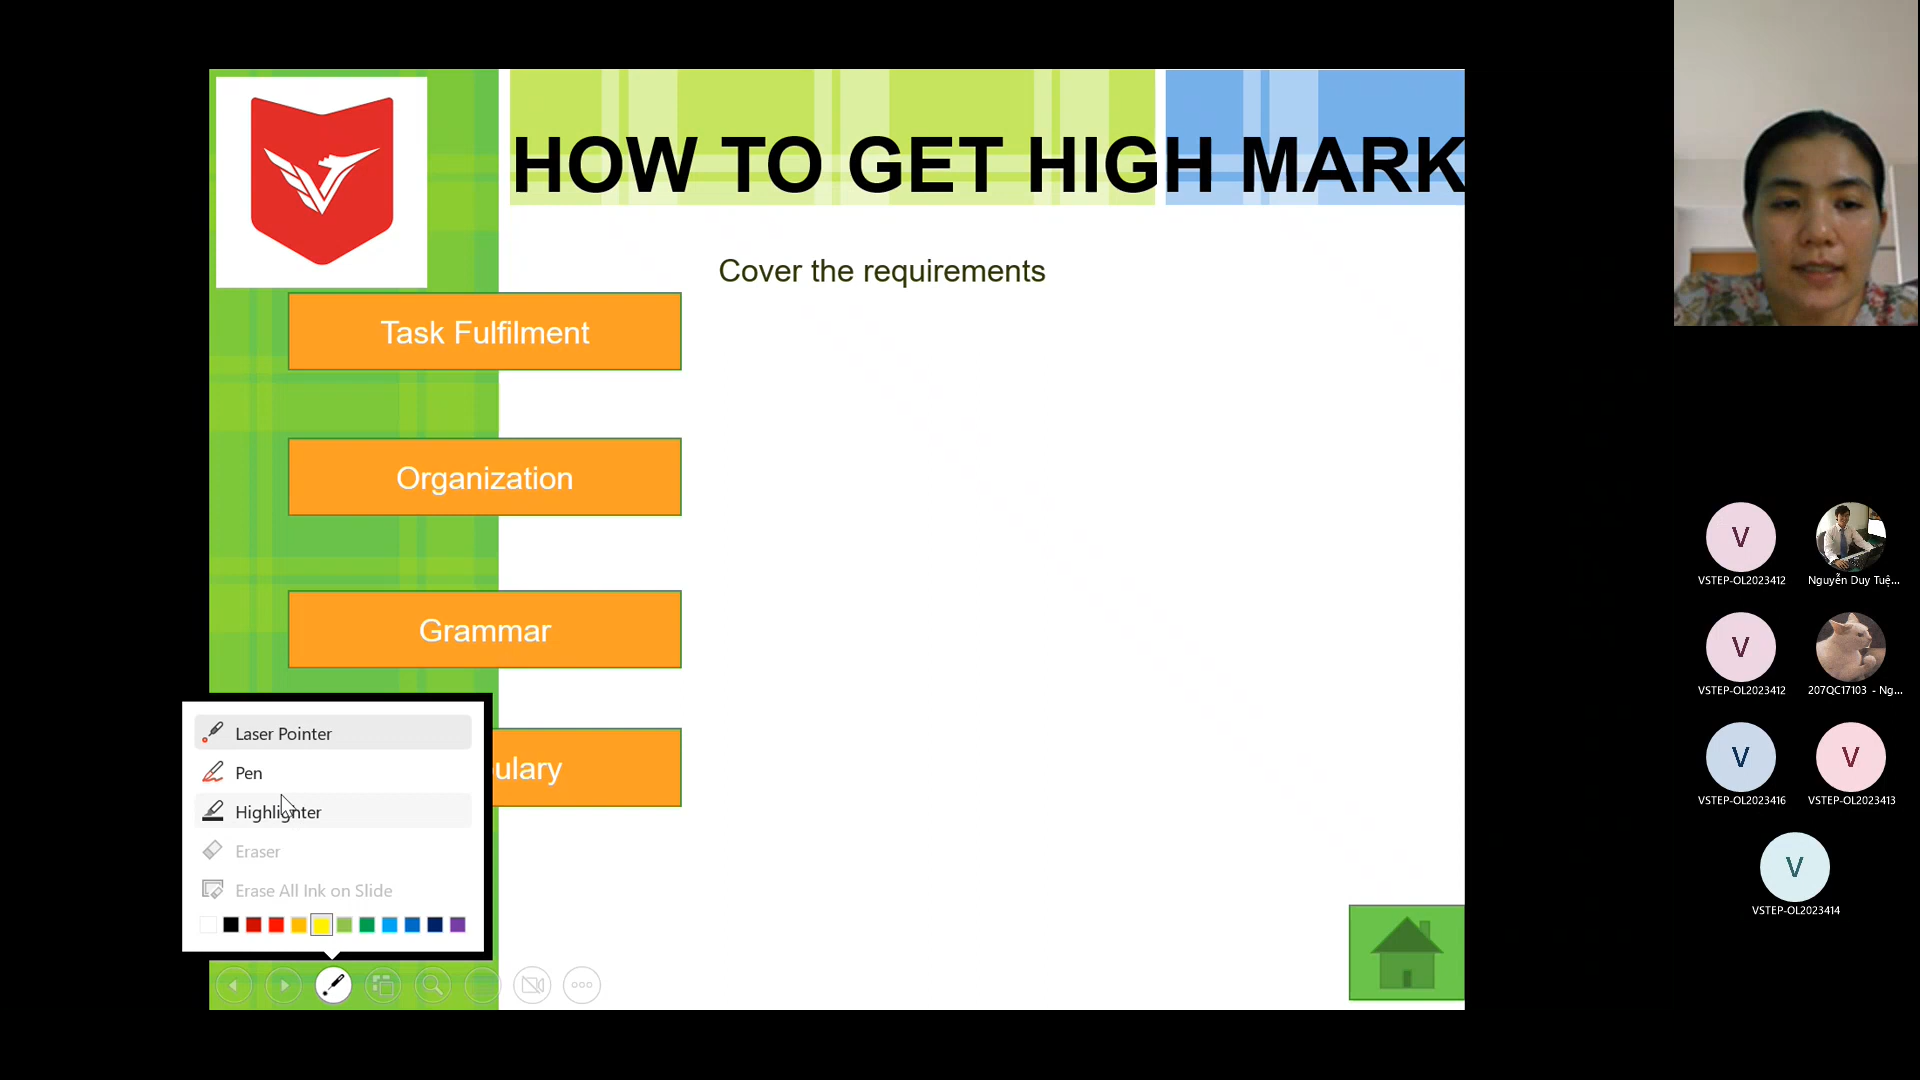 HOW TO GET HIGH MARK
Cover the requirements
Task Fulfilment
Organization
Grammar
ulary
Laser Pointer
Pen
Highlighter
Eraser
Erase All Ink on Slide
V
VSTEP-OL2023412
Nguyễn Duy Tuệ...
V
VSTEP-OL2023412
207QC17103 - Ng...
V
VSTEP-OL2023416
V
VSTEP-OL2023413
V
VSTEP-OL2023414